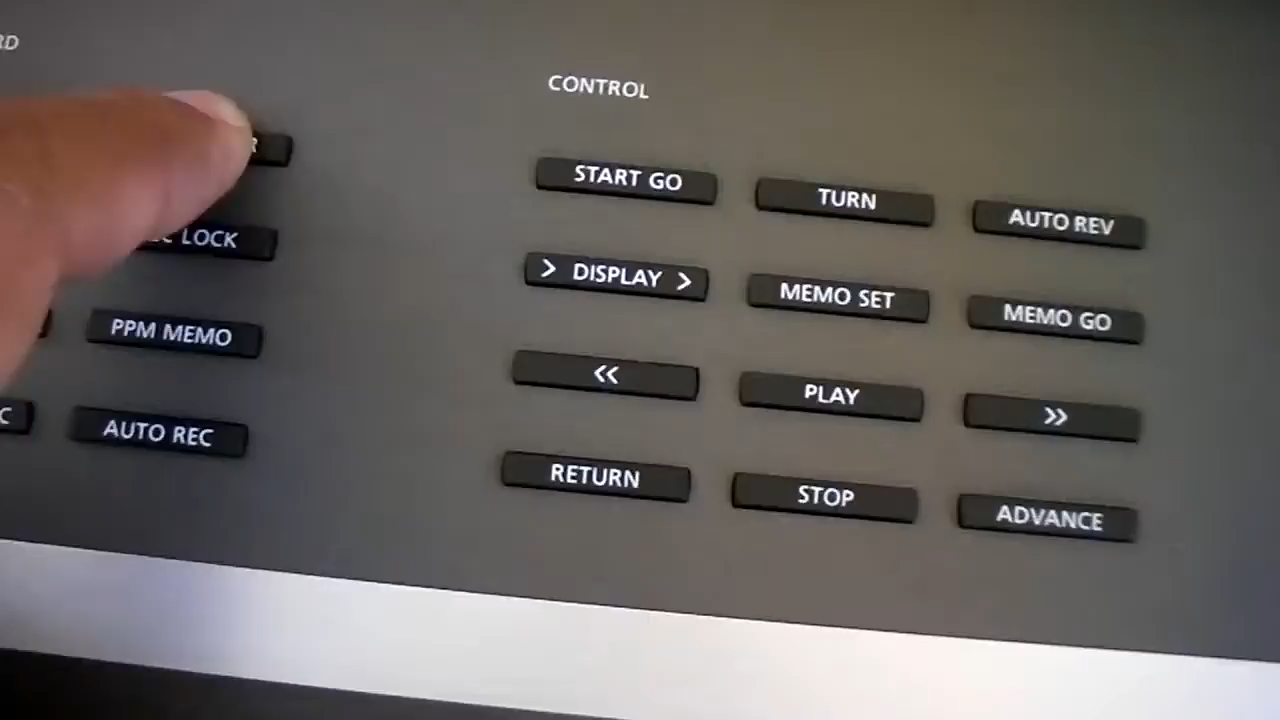 CONTROL
START GO
TURN
AUTO REV
> DISPLAY >
MEMO SET
MEMO GO
LOCK
PPM MEMO
<<
PLAY
>>
AUTO REC
RETURN
STOP
ADVANCE